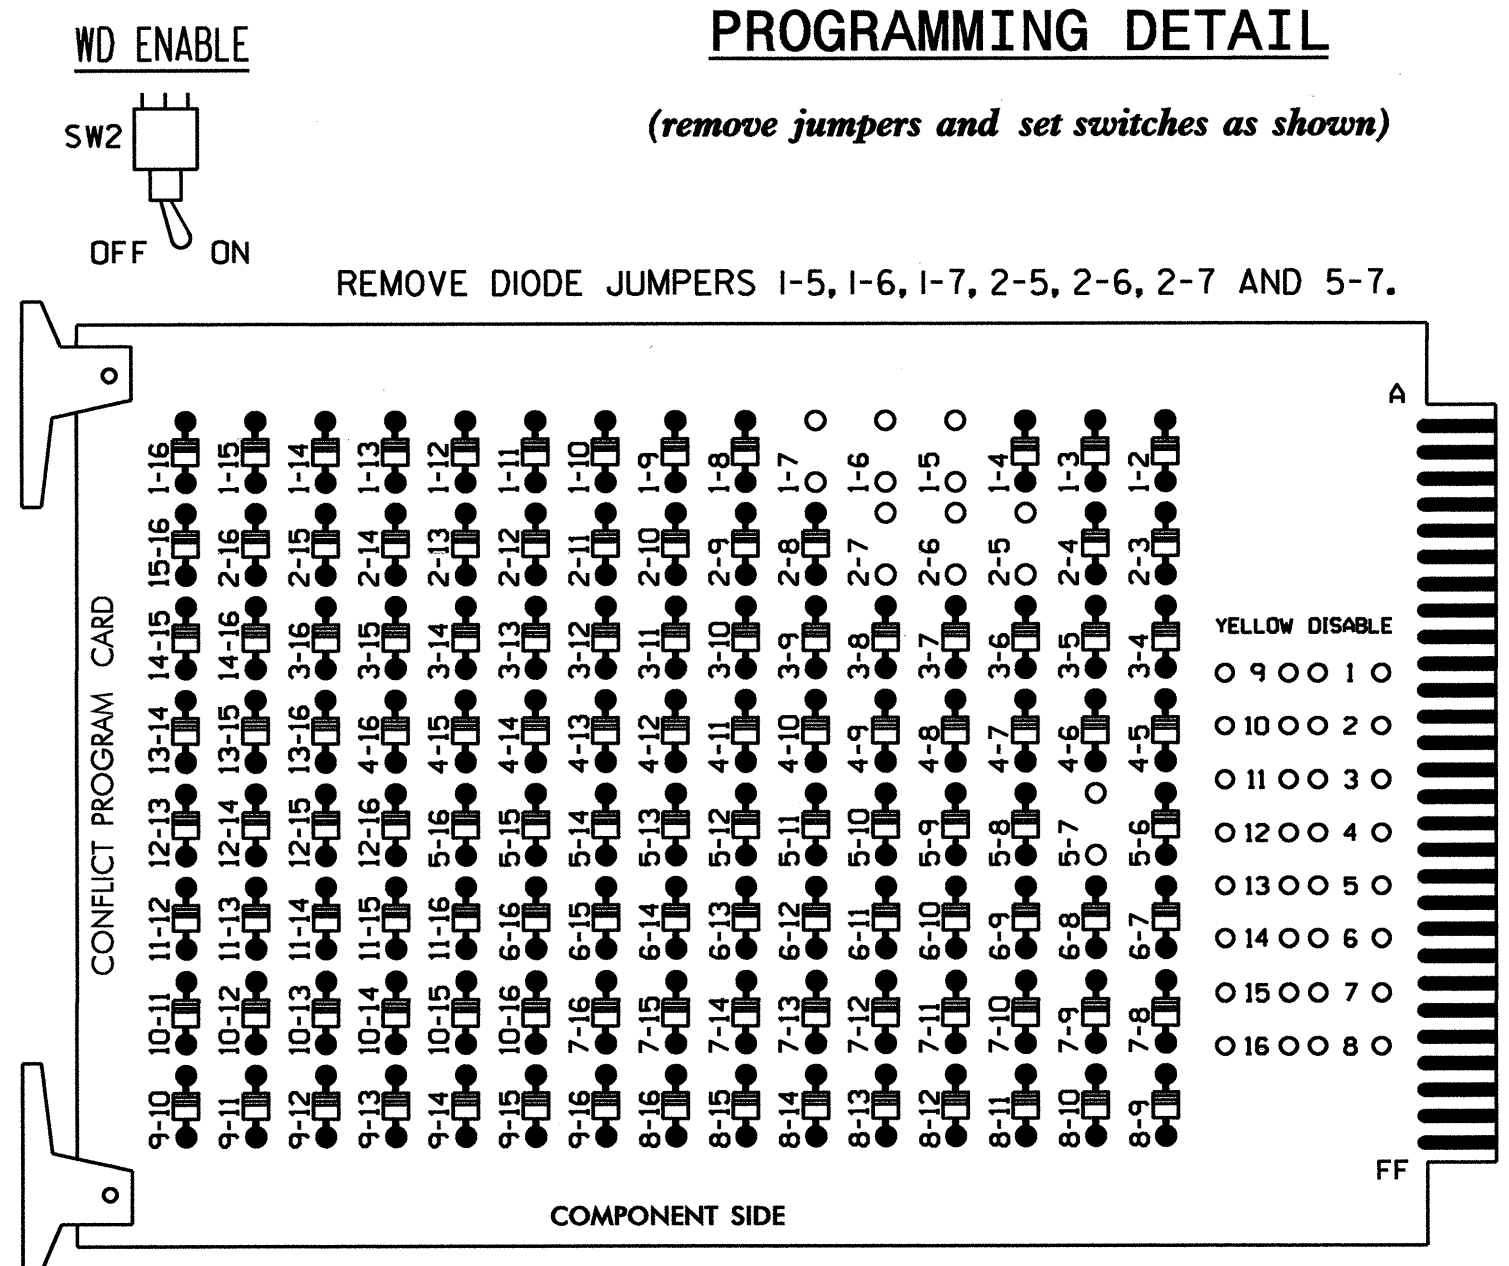 PROGRAMMING DETAIL
WD ENABLE
(remove jumpers and set switches as shown)
SW2
OFF ON
REMOVE DIODE JUMPERS 1-5, 1-6, 1-7, 2-5, 2-6, 2-7 AND 5-7.
A
1-16 1-15 1-14 1-13 1-12 1-11 1-10 1-9 1-8 1-7 1-6 1-5 1-4 1-3 1-2
15-16 2-16 2-15 2-14 2-13 2-12 2-11 2-10 2-9 2-8 2-7 2-6 2-5 2-4 2-3
14-15 14-16 3-16 3-15 3-14 3-13 3-12 3-11 3-10 3-9 3-8 3-7 3-6 3-5 3-4
13-14 13-15 13-16 4-16 4-15 4-14 4-13 4-12 4-11 4-10 4-9 4-8 4-7 4-6 4-5
12-13 12-14 12-15 12-16 5-16 5-15 5-14 5-13 5-12 5-11 5-10 5-9 5-8 5-7 5-6
11-12 11-13 11-14 11-15 11-16 6-16 6-15 6-14 6-13 6-12 6-11 6-10 6-9 6-8 6-7
10-11 10-12 10-13 10-14 10-15 10-16 7-16 7-15 7-14 7-13 7-12 7-11 7-10 7-9 7-8
9-10 9-11 9-12 9-13 9-14 9-15 9-16 8-16 8-15 8-14 8-13 8-12 8-11 8-10 8-9
CONFLICT PROGRAM CARD
YELLOW DISABLE
9 1
10 2
11 3
12 4
13 5
14 6
15 7
16 8
FF
COMPONENT SIDE